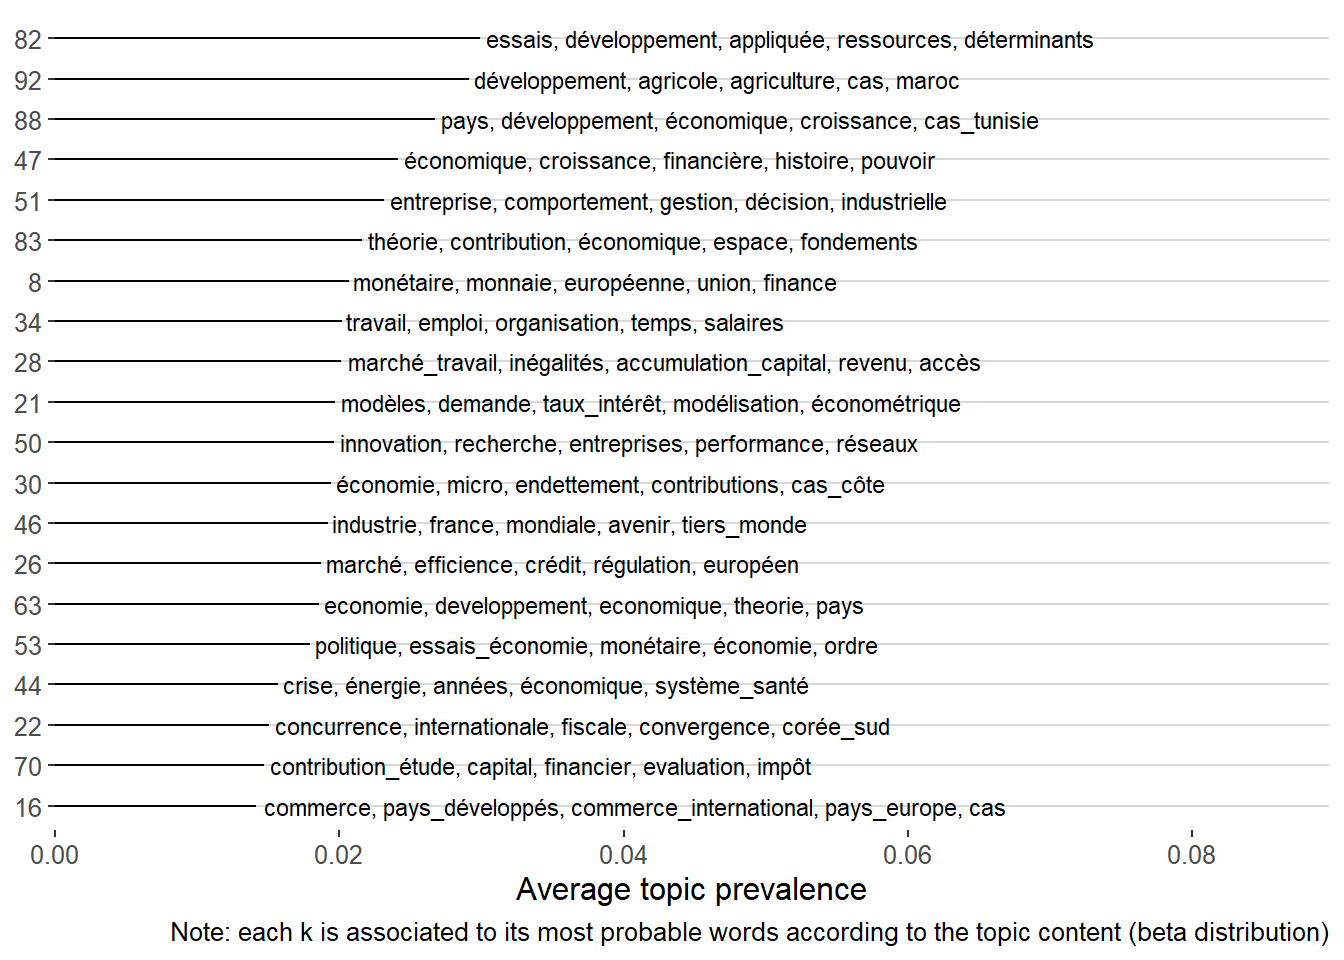 82 essais, développement, appliquée, ressources, déterminants
92 développement, agricole, agriculture, cas, maroc
88 pays, développement, économique, croissance, cas_tunisie
47 économique, croissance, financière, histoire, pouvoir
51 entreprise, comportement, gestion, décision, industrielle
83 théorie, contribution, économique, espace, fondements
8 monétaire, monnaie, européenne, union, finance
34 travail, emploi, organisation, temps, salaires
28 marché_travail, inégalités, accumulation_capital, revenu, accès
21 modèles, demande, taux_intérêt, modélisation, économétrique
50 innovation, recherche, entreprises, performance, réseaux
30 économie, micro, endettement, contributions, cas_côte
46 industrie, france, mondiale, avenir, tiers_monde
26 marché, efficience, crédit, régulation, européen
63 economie, developpement, economique, theorie, pays
53 politique, essais_économie, monétaire, économie, ordre
44 crise, énergie, années, économique, système_santé
22 concurrence, internationale, fiscale, convergence, corée_sud
70 contribution_étude, capital, financier, evaluation, impôt
16 commerce, pays_développés, commerce_international, pays_europe, cas
0.00 0.02 0.04 0.06 0.08
Average topic prevalence
Note: each k is associated to its most probable words according to the topic content (beta distribution)